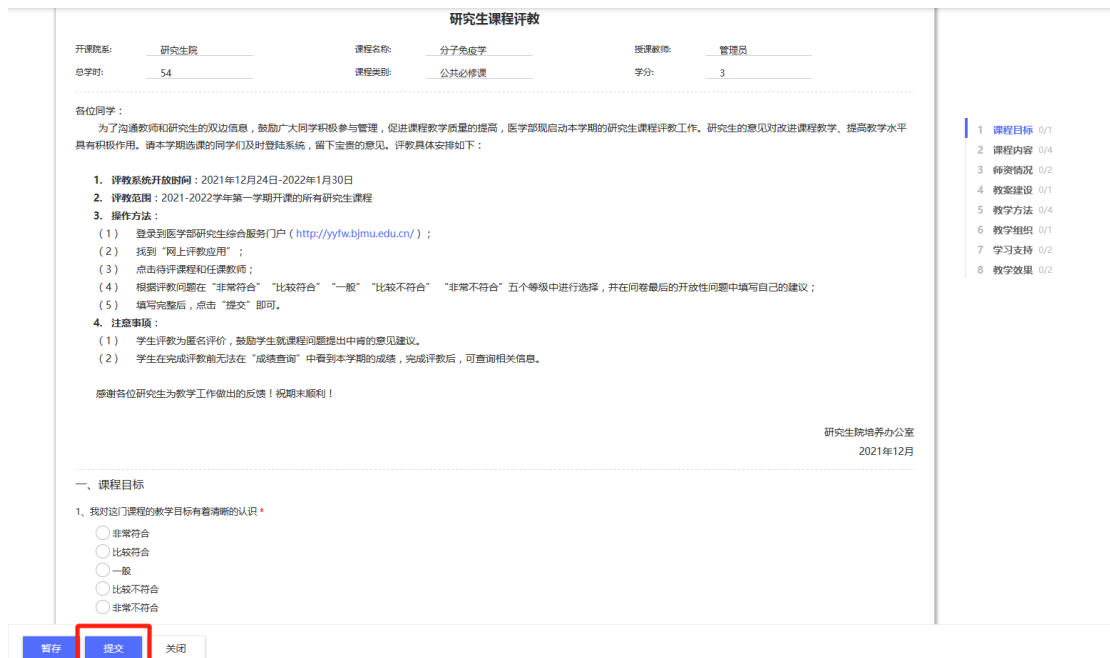 研究生课程评教
开课院系: 研究生院 课程名称: 分子免疫学 授课教师: 管理员
总学时: 54 课程类别: 公共必修课 学分: 3
各位同学：
为了沟通教师和研究生的双边信息，鼓励广大同学积极参与管理，促进课程教学质量的提高，医学部现启动本学期的研究生课程评教工作。研究生的意见对改进课程教学、提高教学水平
具有积极作用。请本学期选课的同学们及时登陆系统，留下宝贵的意见。评教具体安排如下：
1. 评教系统开放时间：2021年12月24日-2022年1月30日
2. 评教范围：2021-2022学年第一学期开课的所有研究生课程
3. 操作方法：
（1） 登录到医学部研究生综合服务门户（http://yyfw.bjmu.edu.cn/）；
（2） 找到“网上评教应用”；
（3） 点击待评课程和任课教师；
（4） 根据评教问题在“非常符合”“比较符合”“一般”“比较不符合” “非常不符合”五个等级中进行选择，并在问卷最后的开放性问题中填写自己的建议；
（5） 填写完整后，点击“提交”即可。
4. 注意事项：
（1） 学生评教为匿名评价，鼓励学生就课程问题提出中肯的意见建议。
（2） 学生在完成评教前无法在“成绩查询”中看到本学期的成绩，完成评教后，可查询相关信息。
感谢各位研究生为教学工作做出的反馈！祝期末顺利！
研究生院培养办公室
2021年12月
一、课程目标
1、我对这门课程的教学目标有着清晰的认识 *
非常符合
比较符合
一般
比较不符合
非常不符合
暂存 提交 关闭
1 课程目标 0/1
2 课程内容 0/4
3 师资情况 0/2
4 教案建设 0/1
5 教学方法 0/4
6 教学组织 0/1
7 学习支持 0/2
8 教学效果 0/2